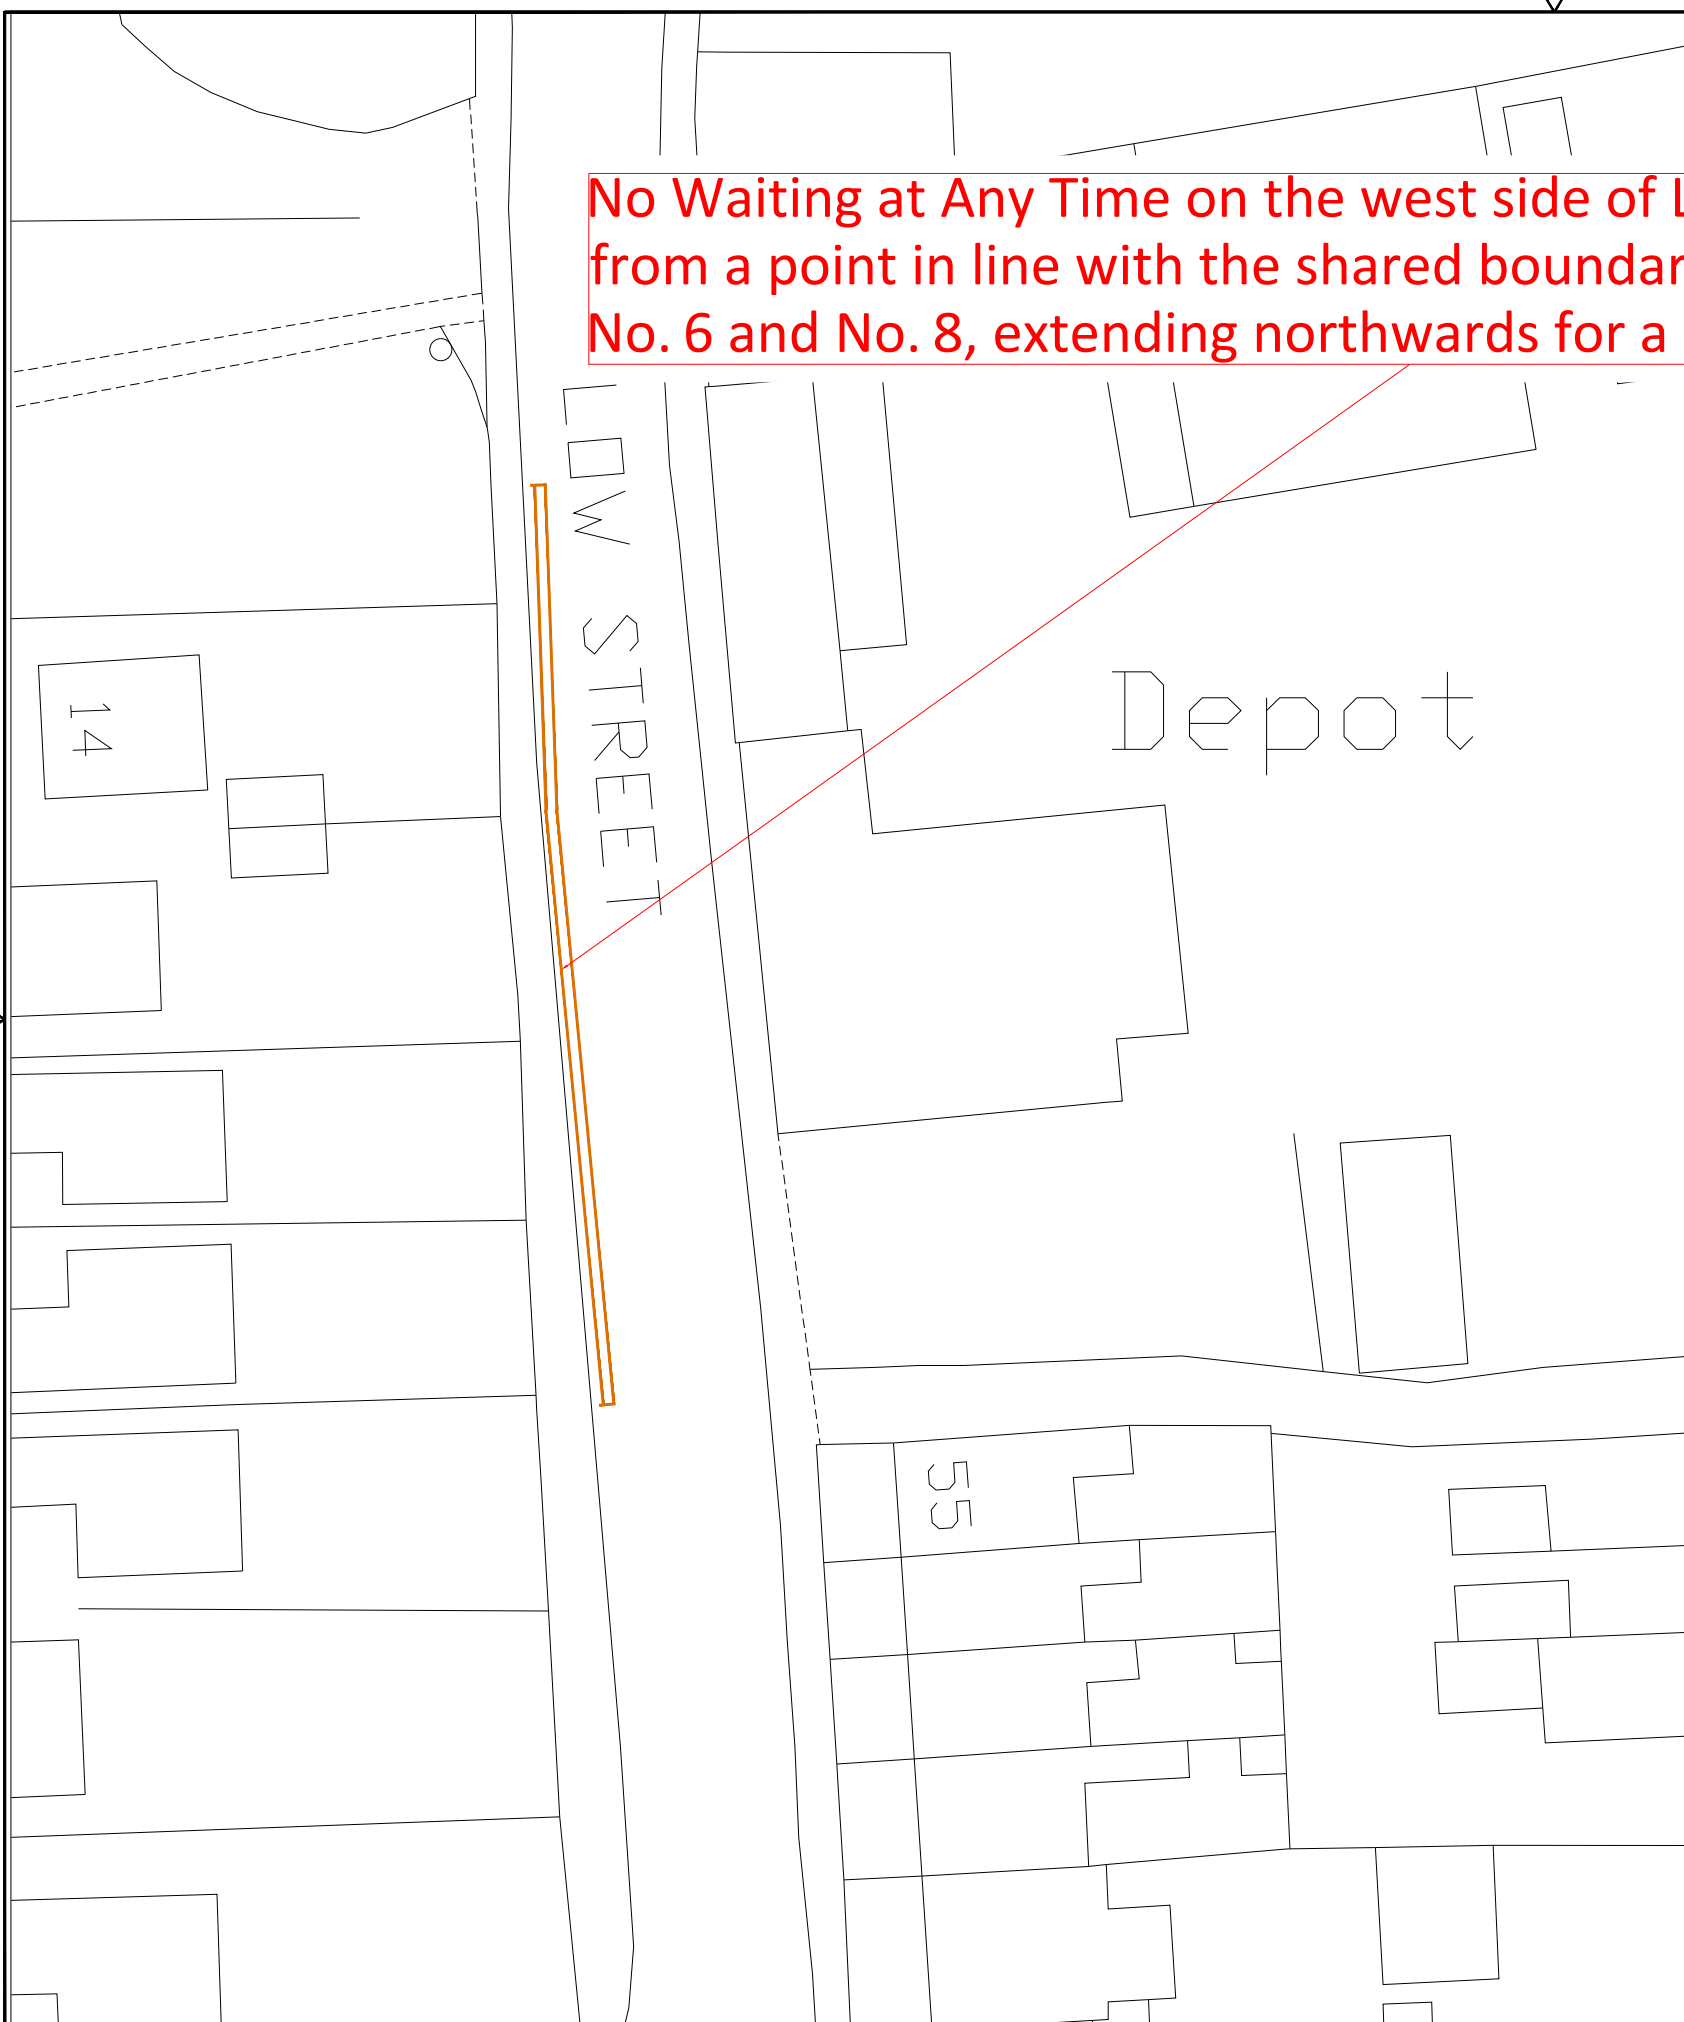 No Waiting at Any Time on the west side of L
from a point in line with the shared boundar
No. 6 and No. 8, extending northwards for a
LOW STREET
Depot
14
55